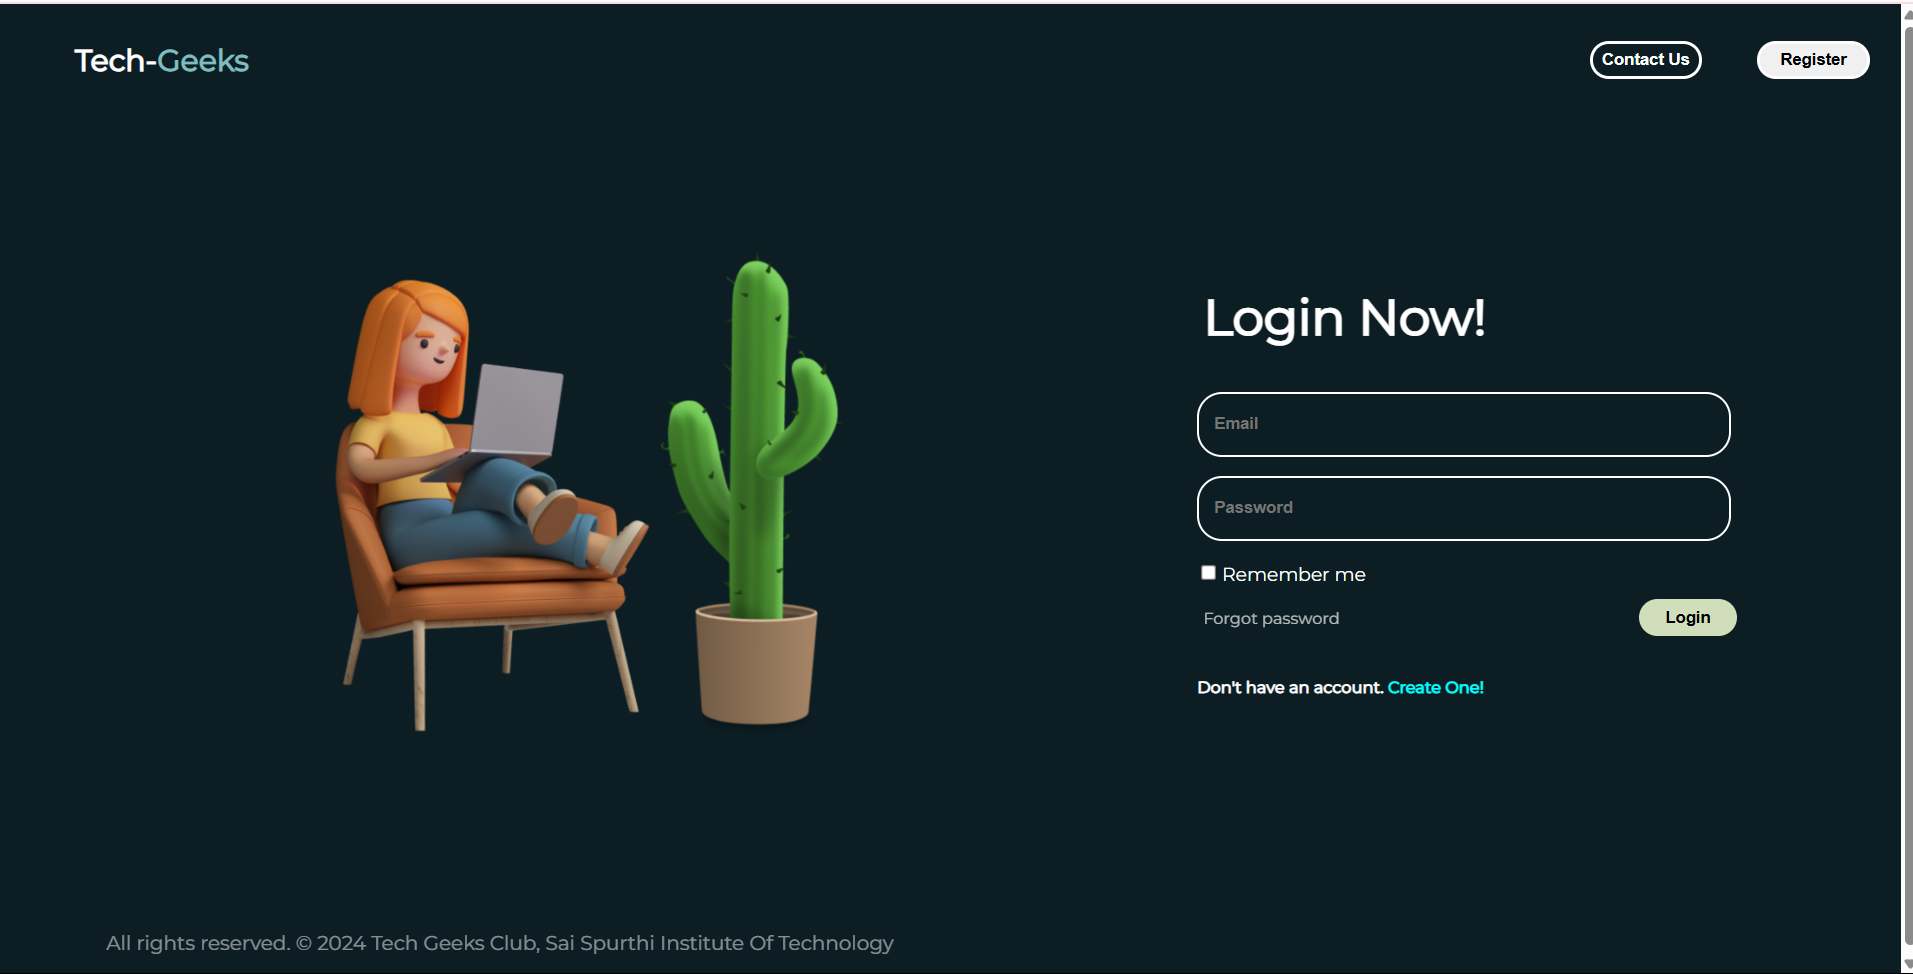 Tech-Geeks
Contact Us
Register
Login Now!
Email
Password
Remember me
Forgot password
Login
Don't have an account. Create One!
All rights reserved. © 2024 Tech Geeks Club, Sai Spurthi Institute Of Technology